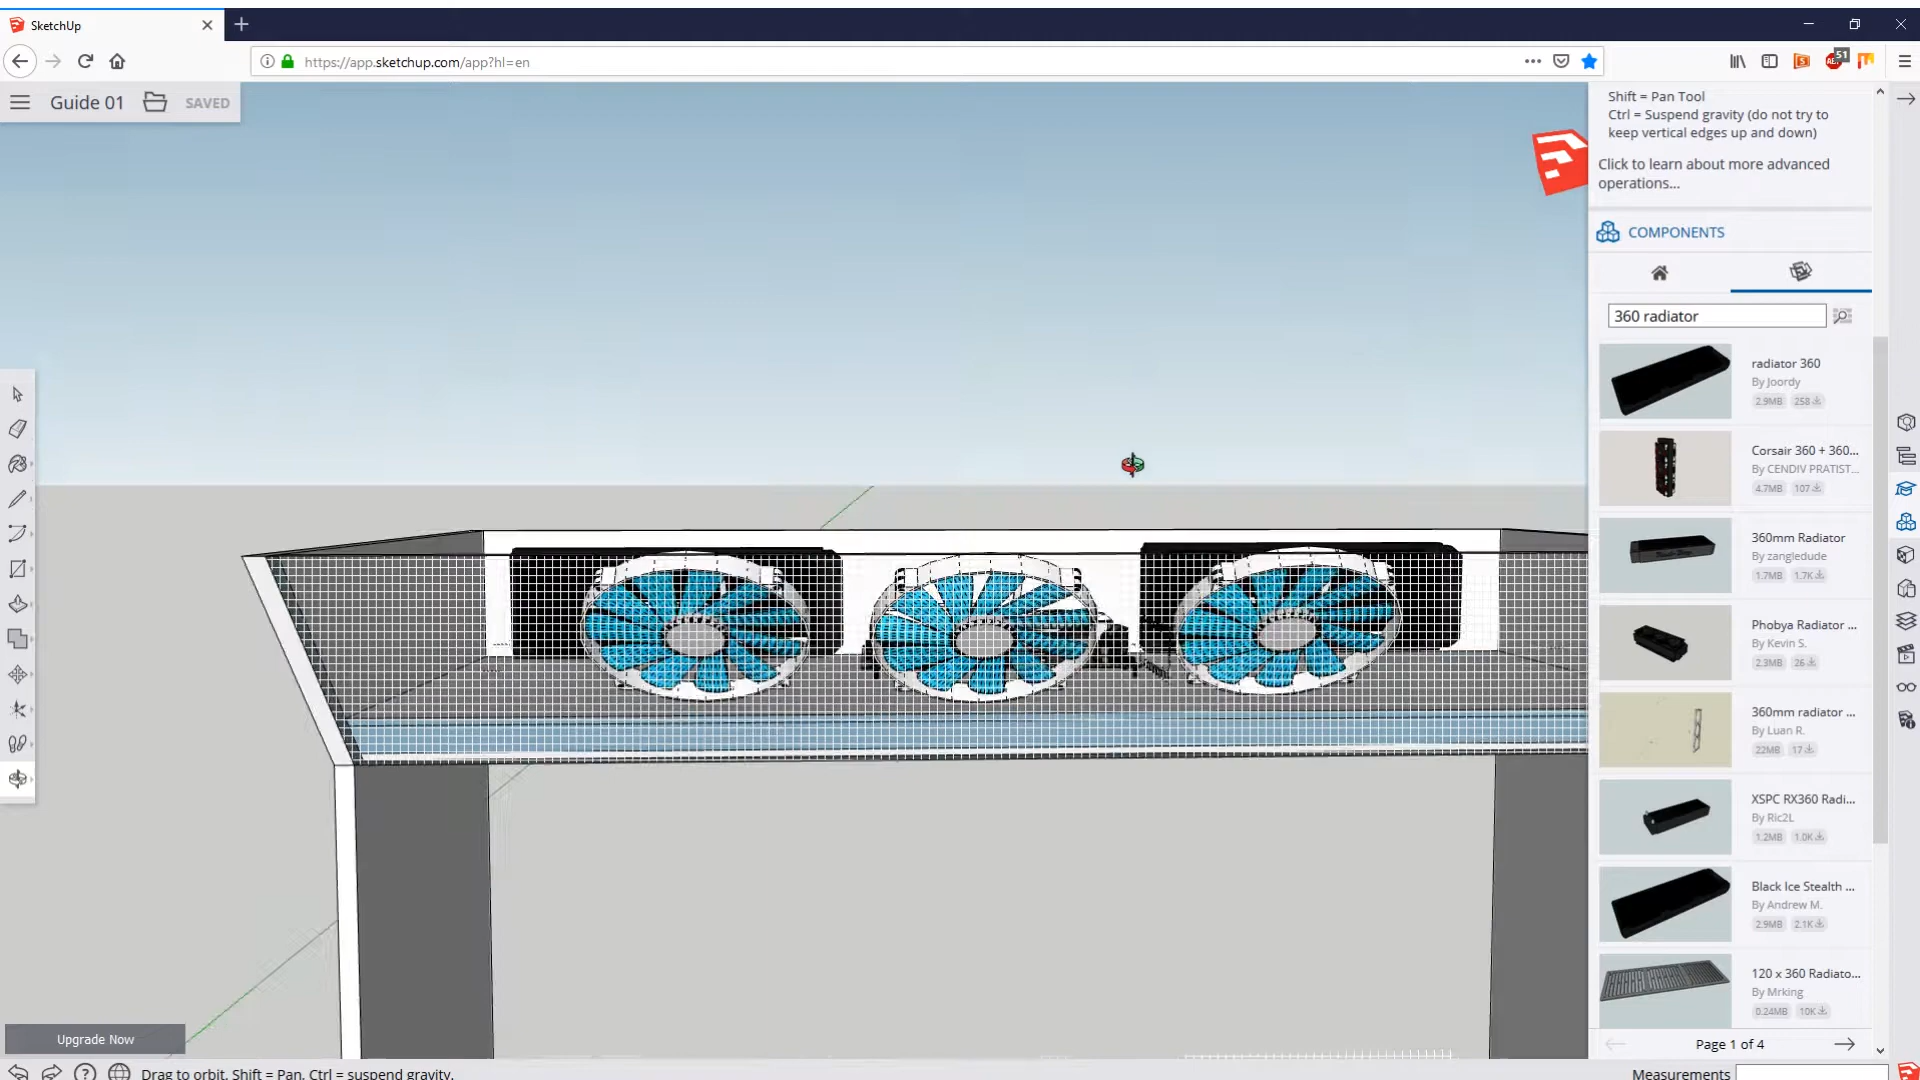 SketchUp
https://app.sketchup.com/app?hl=en
51
Guide 01
SAVED
Shift = Pan Tool
Ctrl = Suspend gravity (do not try to
keep vertical edges up and down)
Click to learn about more advanced
operations...
COMPONENTS
360 radiator
radiator 360
By Joordy
2.9MB 258
Corsair 360 + 360...
By CENDIV PRATIST...
4.7MB 107
360mm Radiator
By zangledude
1.7MB 1.7K
Phobya Radiator ...
By Kevin S.
2.3MB 26
360mm radiator ...
By Luan R.
22MB 17
XSPC RX360 Radi...
By Ric2L
1.2MB 1.0K
Black Ice Stealth ...
By Andrew M.
2.9MB 2.1K
120 x 360 Radiato...
By Mrking
0.24MB 10K
Page 1 of 4
Upgrade Now
Drag to orbit. Shift = Pan, Ctrl = suspend gravity.
Measurements